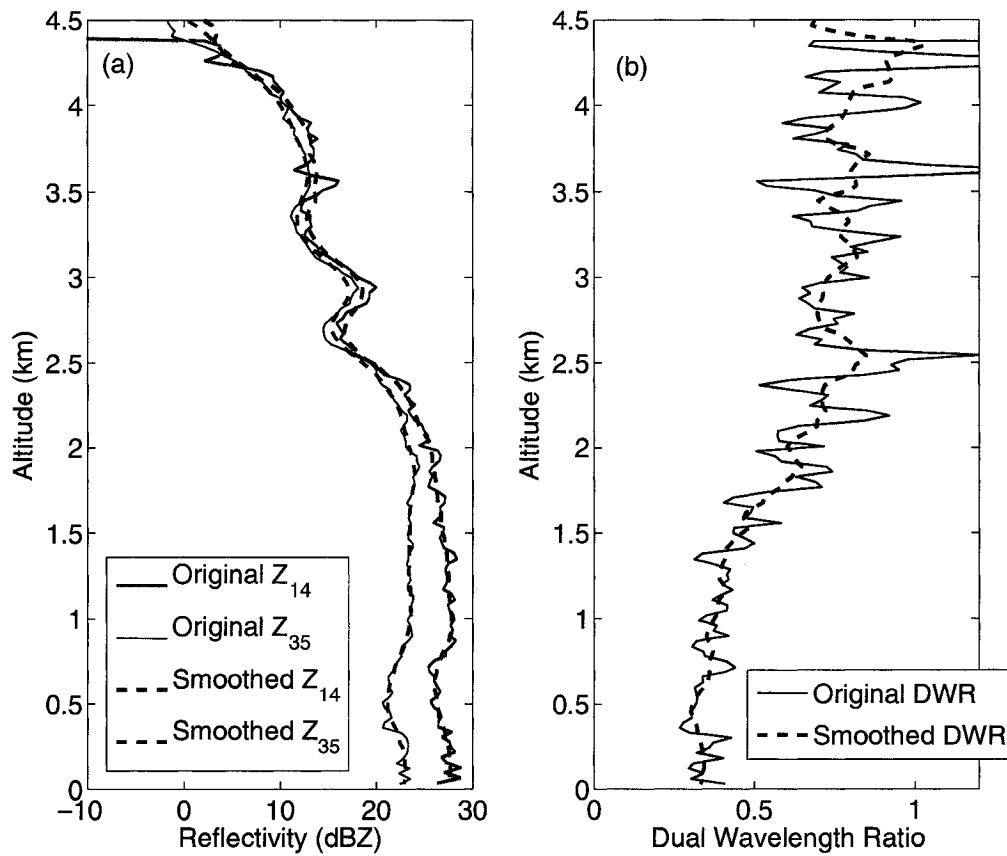 (a)
4.5
4
3.5
3
2.5
2
1.5
1
0.5
0
Altitude (km)
Original Z14
Original Z35
Smoothed Z14
Smoothed Z35
−10
0
10
20
30
Reflectivity (dBZ)
(b)
4.5
4
3.5
3
2.5
2
1.5
1
0.5
0
Altitude (km)
Original DWR
Smoothed DWR
0
0.5
1
Dual Wavelength Ratio